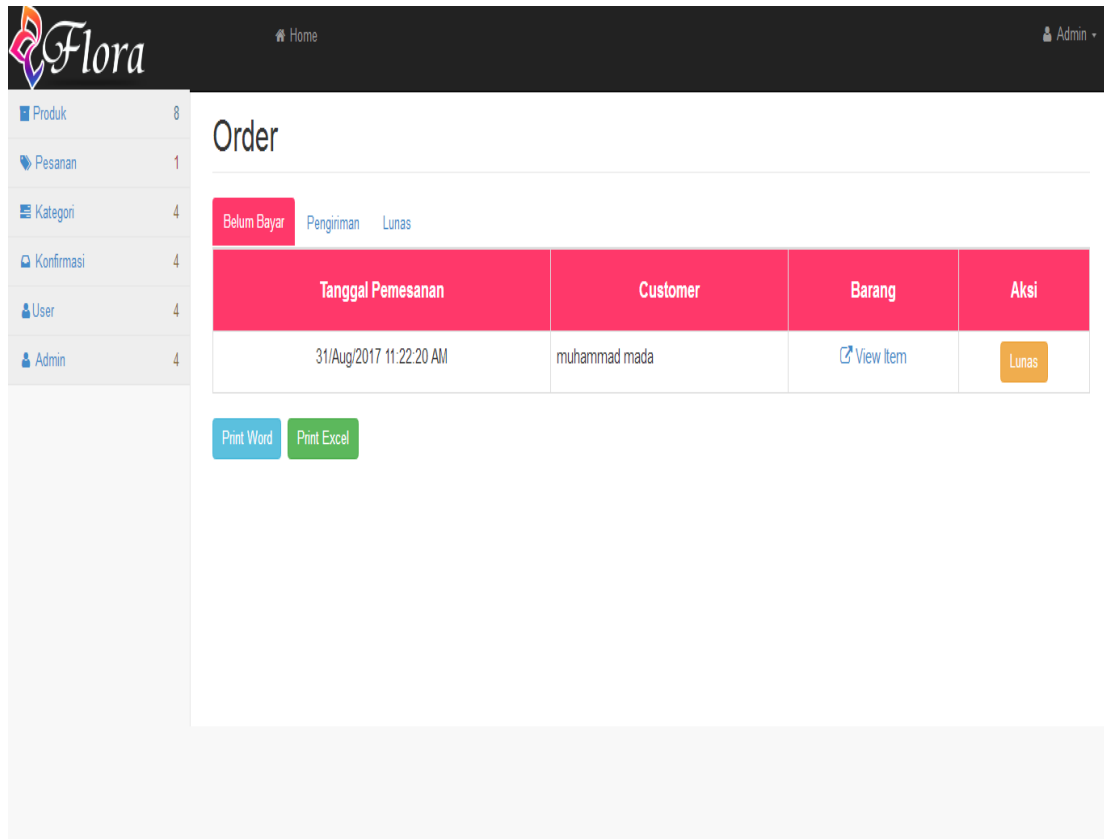 Flora
Home
Admin
Produk 8
Pesanan 1
Kategori 4
Konfirmasi 4
User 4
Admin 4
Order
Belum Bayar Pengiriman Lunas
Tanggal Pemesanan Customer Barang Aksi
31/Aug/2017 11:22:20 AM muhammad mada View Item Lunas
Print Word Print Excel